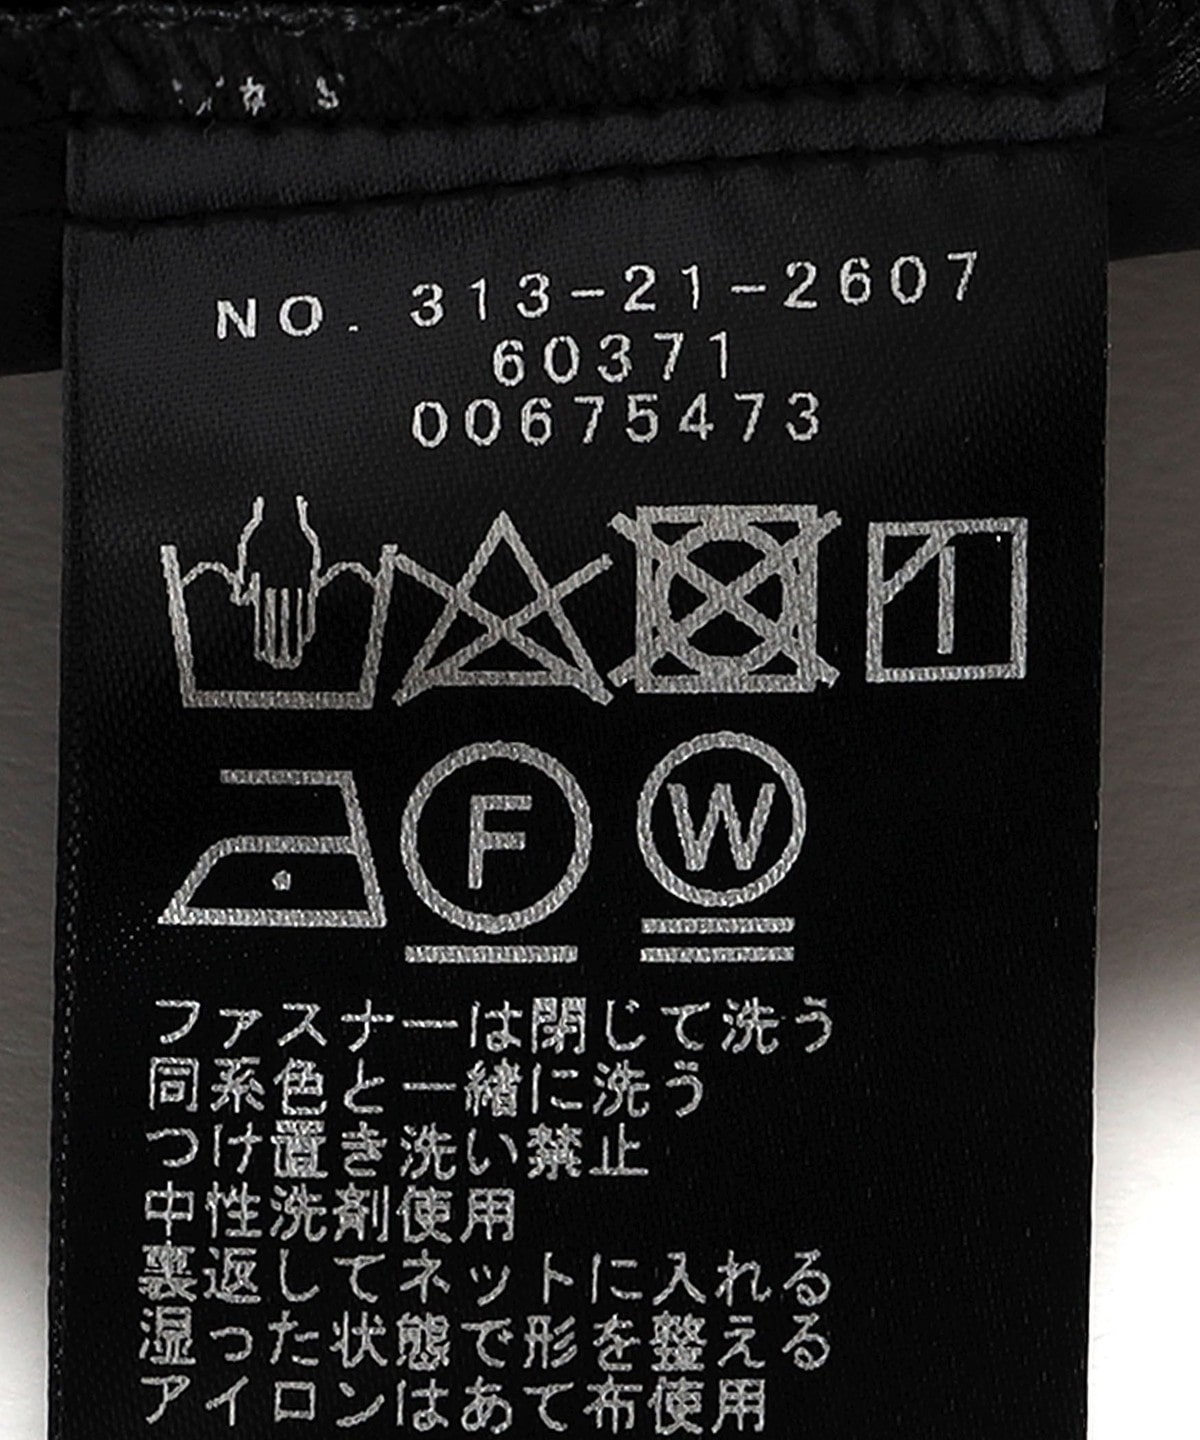 NO. 313-21-2607
60371
00675473
F W
ファスナーは閉じて洗う
同系色と一緒に洗う
つけ置き洗い禁止
中性洗剤使用
裏返してネットに入れる
湿った状態で形を整える
アイロンはあて布使用